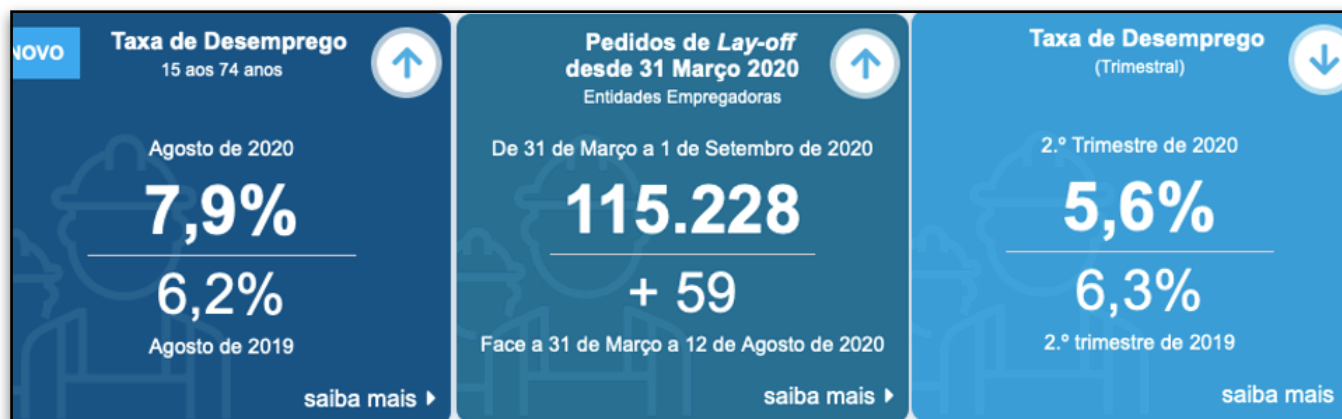 NOVO
Taxa de Desemprego
15 aos 74 anos
Agosto de 2020
7,9%
6,2%
Agosto de 2019
saiba mais
Pedidos de Lay-off
desde 31 Março 2020
Entidades Empregadoras
De 31 de Março a 1 de Setembro de 2020
115.228
+ 59
Face a 31 de Março a 12 de Agosto de 2020
saiba mais
Taxa de Desemprego
(Trimestral)
2.º Trimestre de 2020
5,6%
6,3%
2.º trimestre de 2019
saiba mais